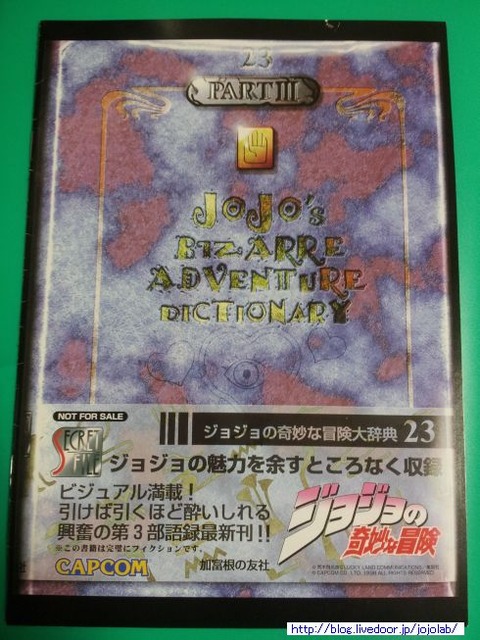 23
PART III
JoJo's
BIZARRE
ADVENTURE
DICTIONARY
NOT FOR SALE
SECRET
FILE
ジョジョの奇妙な冒険大辞典 23
ジョジョの魅力を余すところなく収録
ビジュアル満載！
引けば引くほど酔いしれる
興奮の第3部語録最新刊!!
※この書籍は完璧にフィクションです。
CAPCOM
加富根の友社
ジョジョの
奇妙な冒険
http://blog.livedoor.jp/jojolab/